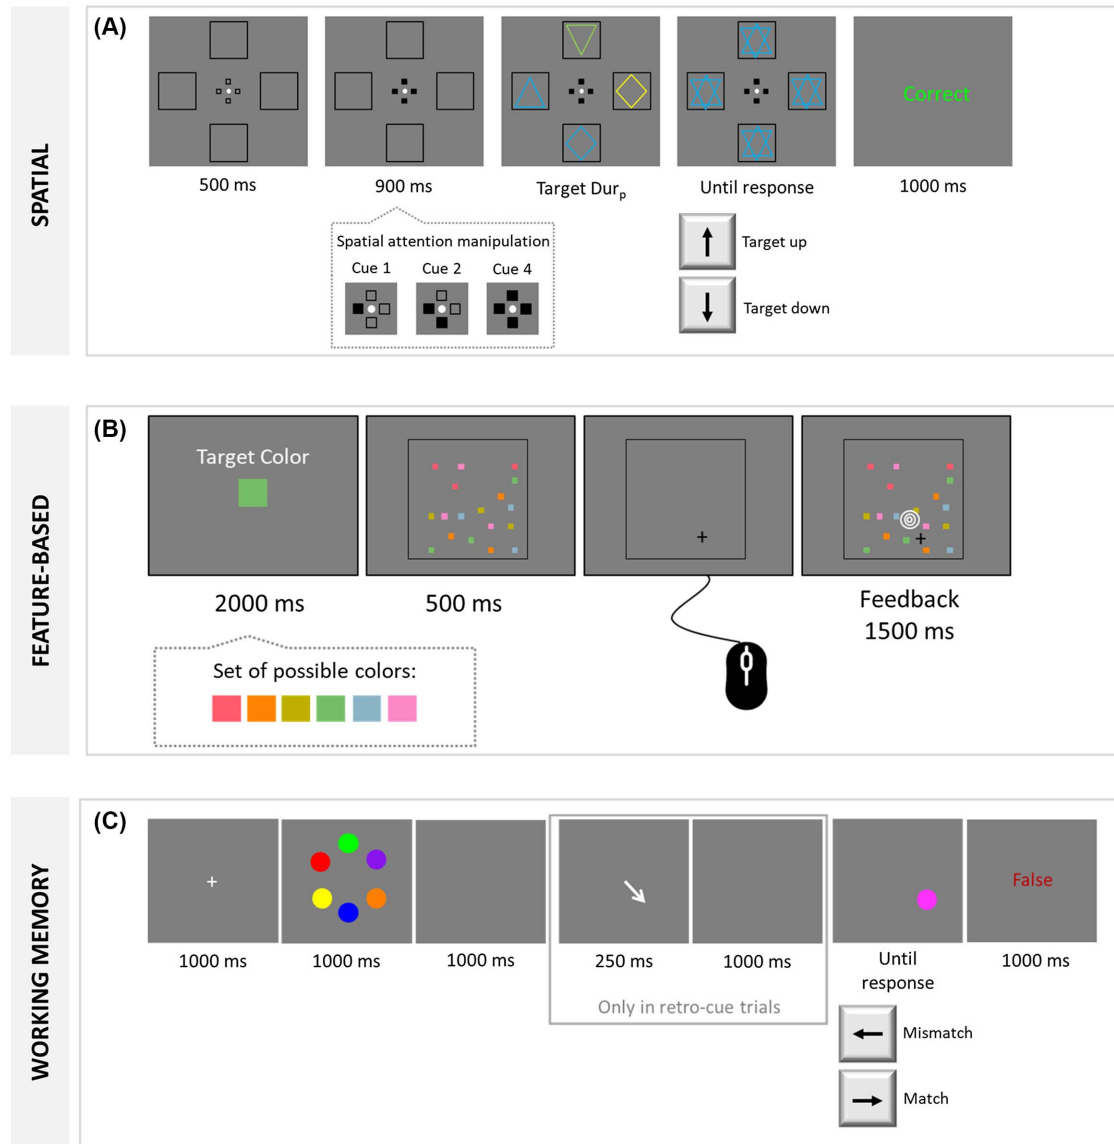 SPATIAL
(A)
Correct
500 ms
900 ms
Target Durp
Until response
1000 ms
Spatial attention manipulation
Cue 1
Cue 2
Cue 4
Target up
Target down
FEATURE-BASED
(B)
Target Color
2000 ms
500 ms
Feedback
1500 ms
Set of possible colors:
WORKING MEMORY
(C)
False
1000 ms
1000 ms
1000 ms
250 ms
1000 ms
Until
response
1000 ms
Only in retro-cue trials
Mismatch
Match